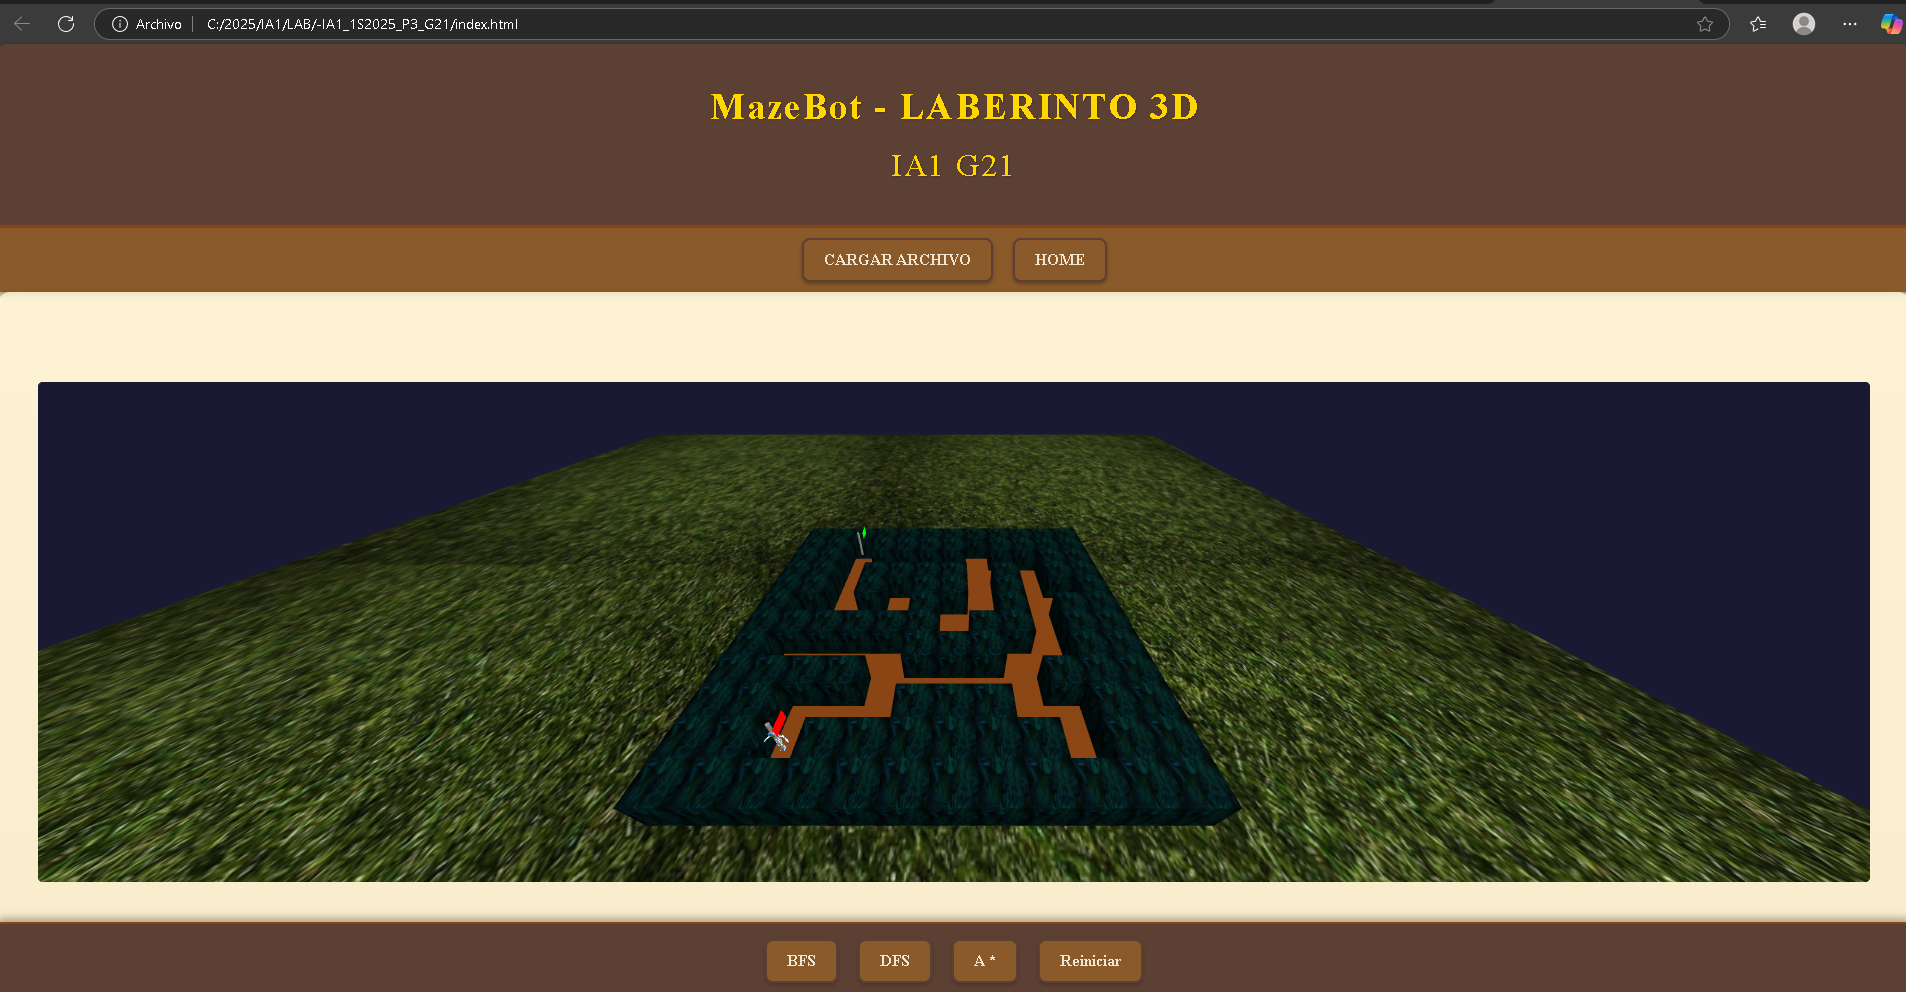 Archivo
C:/2025/IA1/LAB/-IA1_1S2025_P3_G21/index.html
MazeBot - LABERINTO 3D
IA1 G21
CARGAR ARCHIVO
HOME
BFS
DFS
A *
Reiniciar